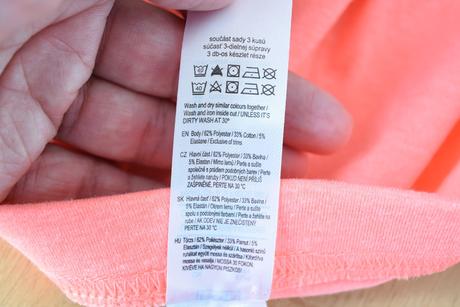 součást sady 3 kusů
súčasť 3-dielnej súpravy
3 db-os készlet része
40
40
Wash and dry similar colours together /
Wash and iron inside out / UNLESS IT'S
DIRTY WASH AT 30°
EN Body / 62% Polyester / 33% Cotton / 5%
Elastane / Exclusive of trims
CZ Hlavní část / 62% Polyester / 33% Bavlna
/ 5% Elastan / Mimo lemů / Perte a sušte
společně s prádlem podobných barev / Perte
a žehlete naruby / POKUD NENÍ PŘÍLIŠ
ZAŠPINĚNÉ, PERTE NA 30 °C
SK Hlavná časť / 62% Polyester / 33% Bavlna
/ 5% Elastan / Okrem lemu / Perte a sušte
spolu s podobnými farbami / Perte a žehlite na
rube / AK ODEV NIE JE ZNEČISTENÝ
PERTE NA 30 °C
HU Törzs / 62% Poliészter / 33% Pamut / 5%
Elasztán / Szegélyek nélkül / A hasonló színű
ruhákat együtt mossa és szárítsa / Kifordítva
mossa és vasalja / MOSSA 30 FOKON,
KIVÉVE HA NAGYON PISZKOS!